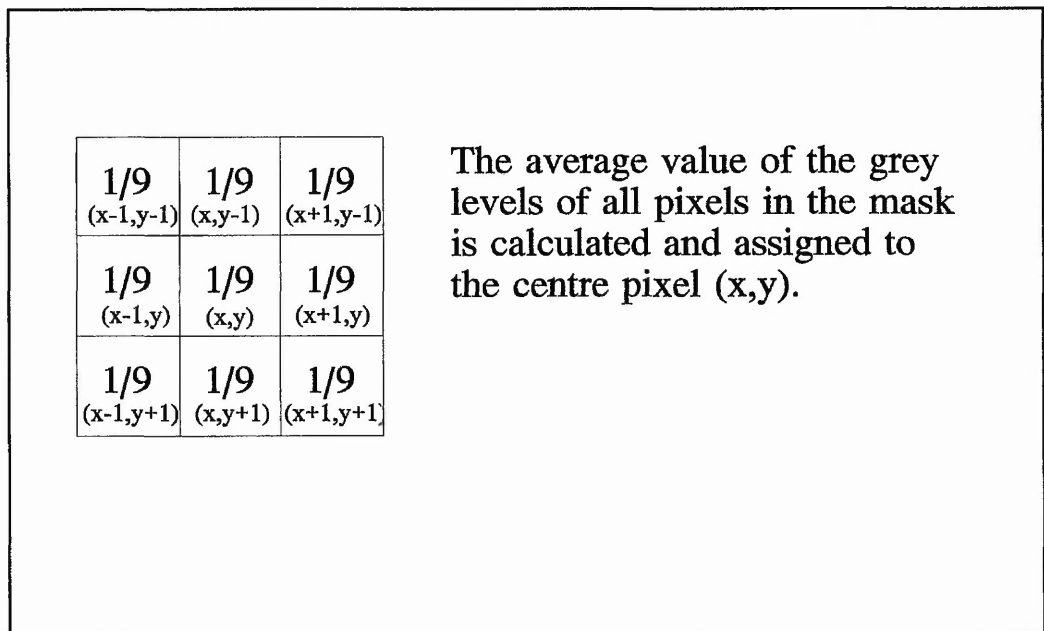 1/9 1/9 1/9
(x-1,y-1) (x,y-1) (x+1,y-1)
1/9 1/9 1/9
(x-1,y) (x,y) (x+1,y)
1/9 1/9 1/9
(x-1,y+1) (x,y+1) (x+1,y+1)
The average value of the grey
levels of all pixels in the mask
is calculated and assigned to
the centre pixel (x,y).